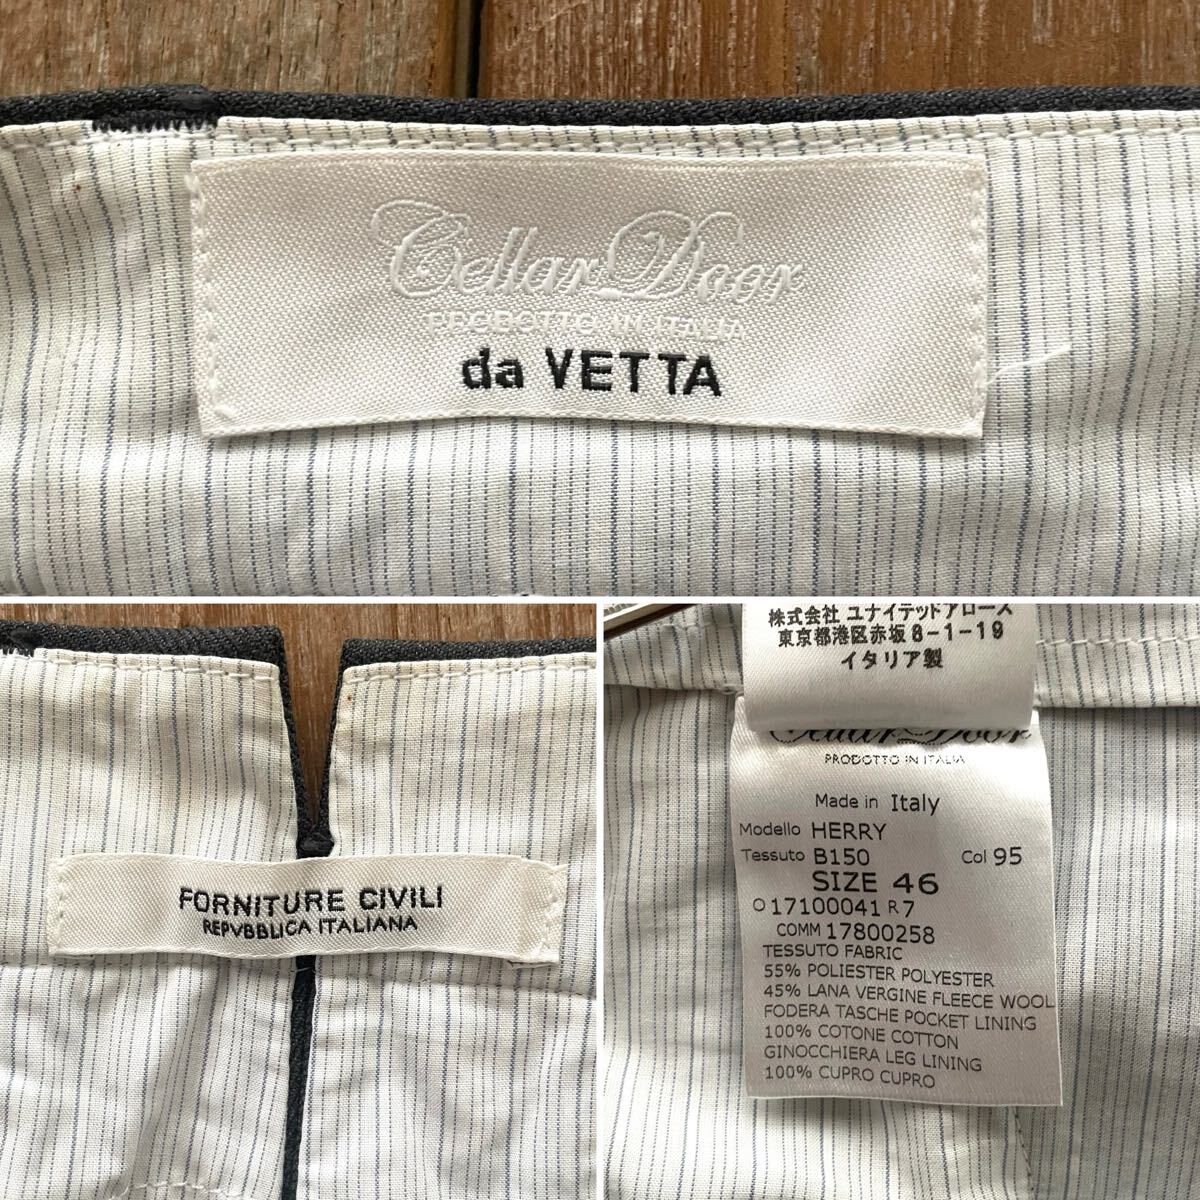 Cellar Door
PRODOTTO IN ITALIA
da VETTA
FORNITURE CIVILI
REPVBBLICA ITALIANA
株式会社 ユナイテッドアローズ
東京都港区赤坂8-1-19
イタリア製
Cellar Door
PRODOTTO IN ITALIA
Made in Italy
Modello HERRY
Tessuto B150 Col 95
SIZE 46
O 17100041 R 7
COMM 17800258
TESSUTO FABRIC
55% POLIESTER POLYESTER
45% LANA VERGINE FLEECE WOOL
FODERA TASCHE POCKET LINING
100% COTONE COTTON
GINOCCHIERA LEG LINING
100% CUPRO CUPRO